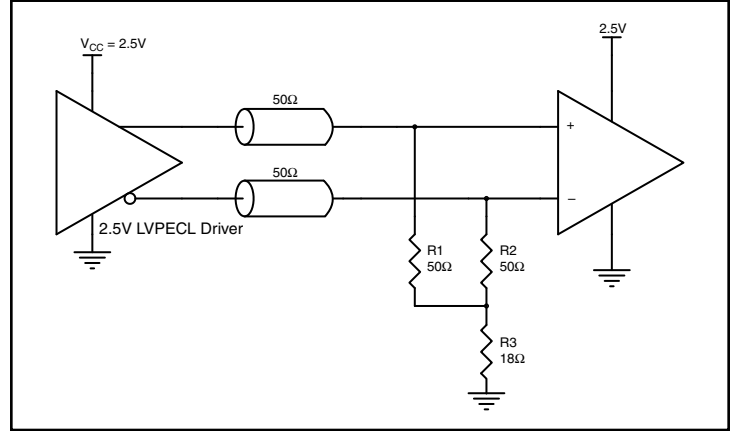 V_CC = 2.5V
2.5V
50Ω
50Ω
+
−
2.5V LVPECL Driver
R1
50Ω
R2
50Ω
R3
18Ω